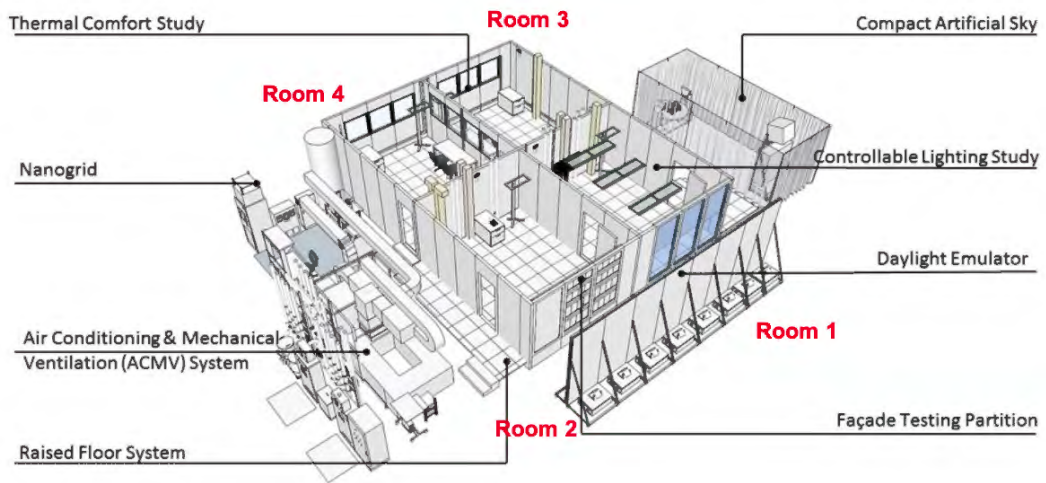 Room 3
Thermal Comfort Study
Compact Artificial Sky
Room 4
Nanogrid
Controllable Lighting Study
Daylight Emulator
Room 1
Air Conditioning & Mechanical
Ventilation (ACMV) System
Room 2
Façade Testing Partition
Raised Floor System